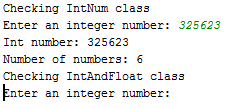 Checking IntNum class
Enter an integer number: 325623
Int number: 325623
Number of numbers: 6
Checking IntAndFloat class
Enter an integer number: